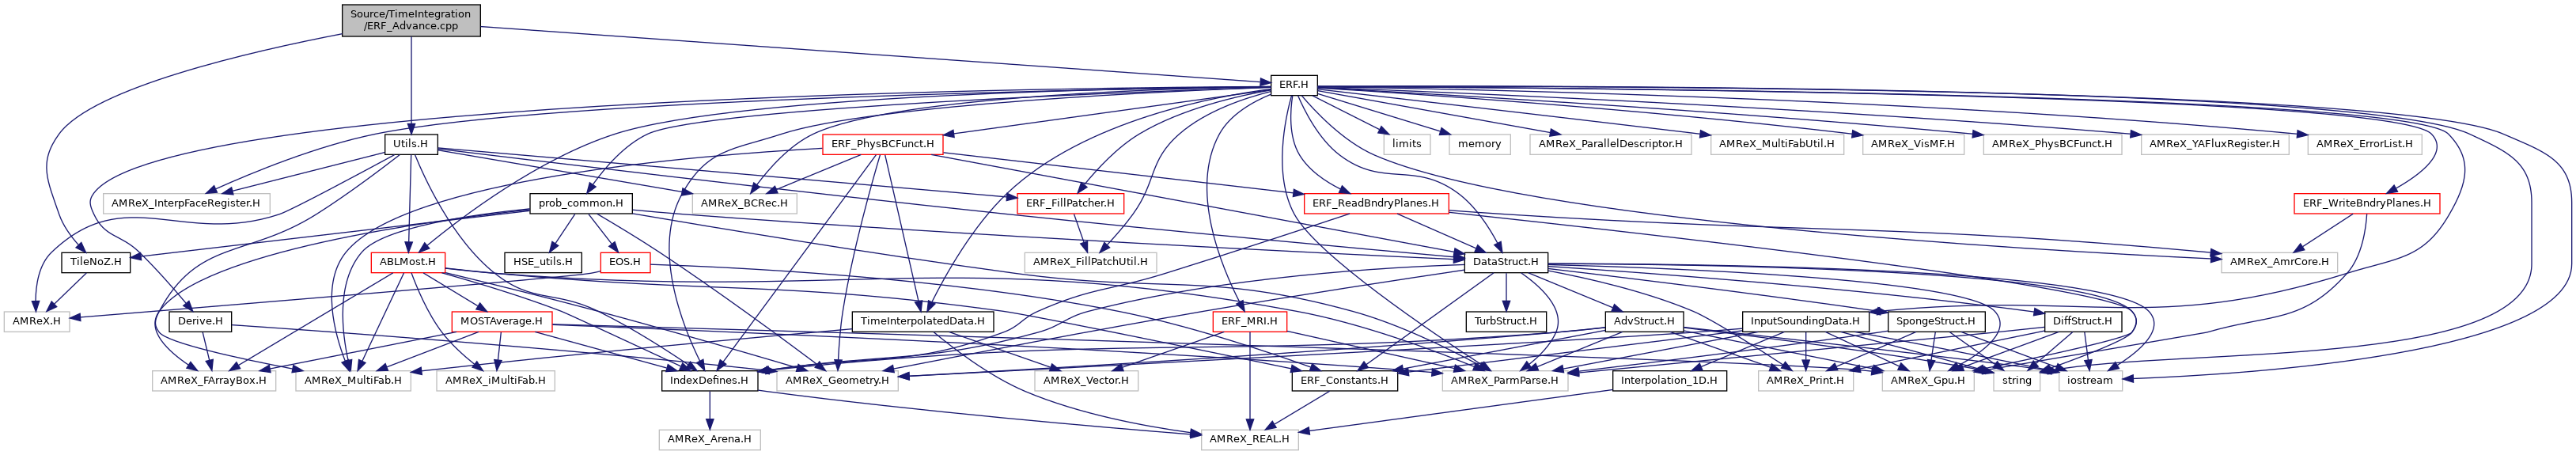 Source/TimeIntegration
/ERF_Advance.cpp
ERF.H
Utils.H
ERF_PhysBCFunct.H
limits
memory
AMReX_ParallelDescriptor.H
AMReX_MultiFabUtil.H
AMReX_VisMF.H
AMReX_PhysBCFunct.H
AMReX_YAFluxRegister.H
AMReX_ErrorList.H
AMReX_InterpFaceRegister.H
prob_common.H
AMReX_BCRec.H
ERF_FillPatcher.H
ERF_ReadBndryPlanes.H
ERF_WriteBndryPlanes.H
TileNoZ.H
ABLMost.H
HSE_utils.H
EOS.H
AMReX_FillPatchUtil.H
DataStruct.H
AMReX_AmrCore.H
AMReX.H
Derive.H
MOSTAverage.H
TimeInterpolatedData.H
ERF_MRI.H
TurbStruct.H
AdvStruct.H
InputSoundingData.H
SpongeStruct.H
DiffStruct.H
AMReX_FArrayBox.H
AMReX_MultiFab.H
AMReX_iMultiFab.H
IndexDefines.H
AMReX_Geometry.H
AMReX_Vector.H
ERF_Constants.H
AMReX_ParmParse.H
Interpolation_1D.H
AMReX_Print.H
AMReX_Gpu.H
string
iostream
AMReX_Arena.H
AMReX_REAL.H